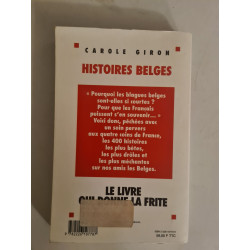 CAROLE GIRON
HISTOIRES BELGES
« Pourquoi les blagues belges
sont-elles si courtes ?
Pour que les Français
puissent s'en souvenir... »
Voici donc, pêchées avec
un soin pervers
aux quatre coins de France,
les 400 histoires
les plus bêtes,
les plus drôles et
les plus méchantes
sur nos amis les Belges.
LE LIVRE
QUI DONNE LA FRITE